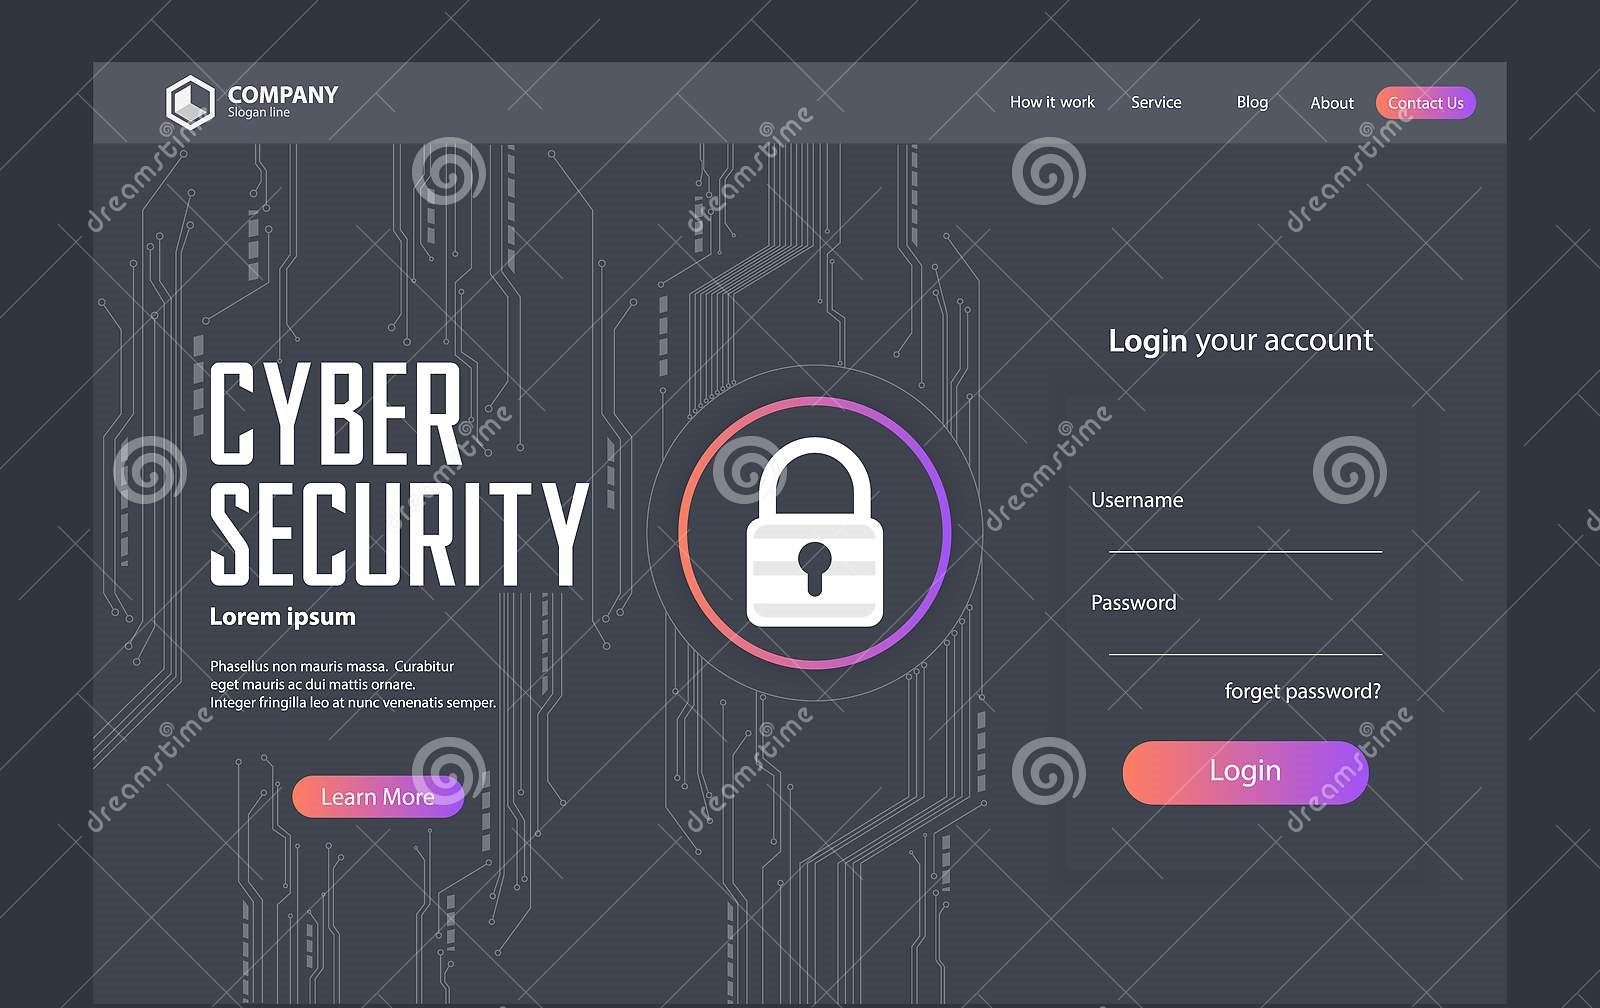 COMPANY
Slogan line
How it work
Service
Blog
About
Contact Us
CYBER
SECURITY
Lorem ipsum
Phasellus non mauris massa.  Curabitur
eget mauris ac dui mattis ornare.
Integer fringilla leo at nunc venenatis semper.
Learn More
Login your account
Username
Password
forget password?
Login
dreamstime
dreamstime
dreamstime
dreamstime
dreamstime
dreamstime
dreamstime
dreamstime